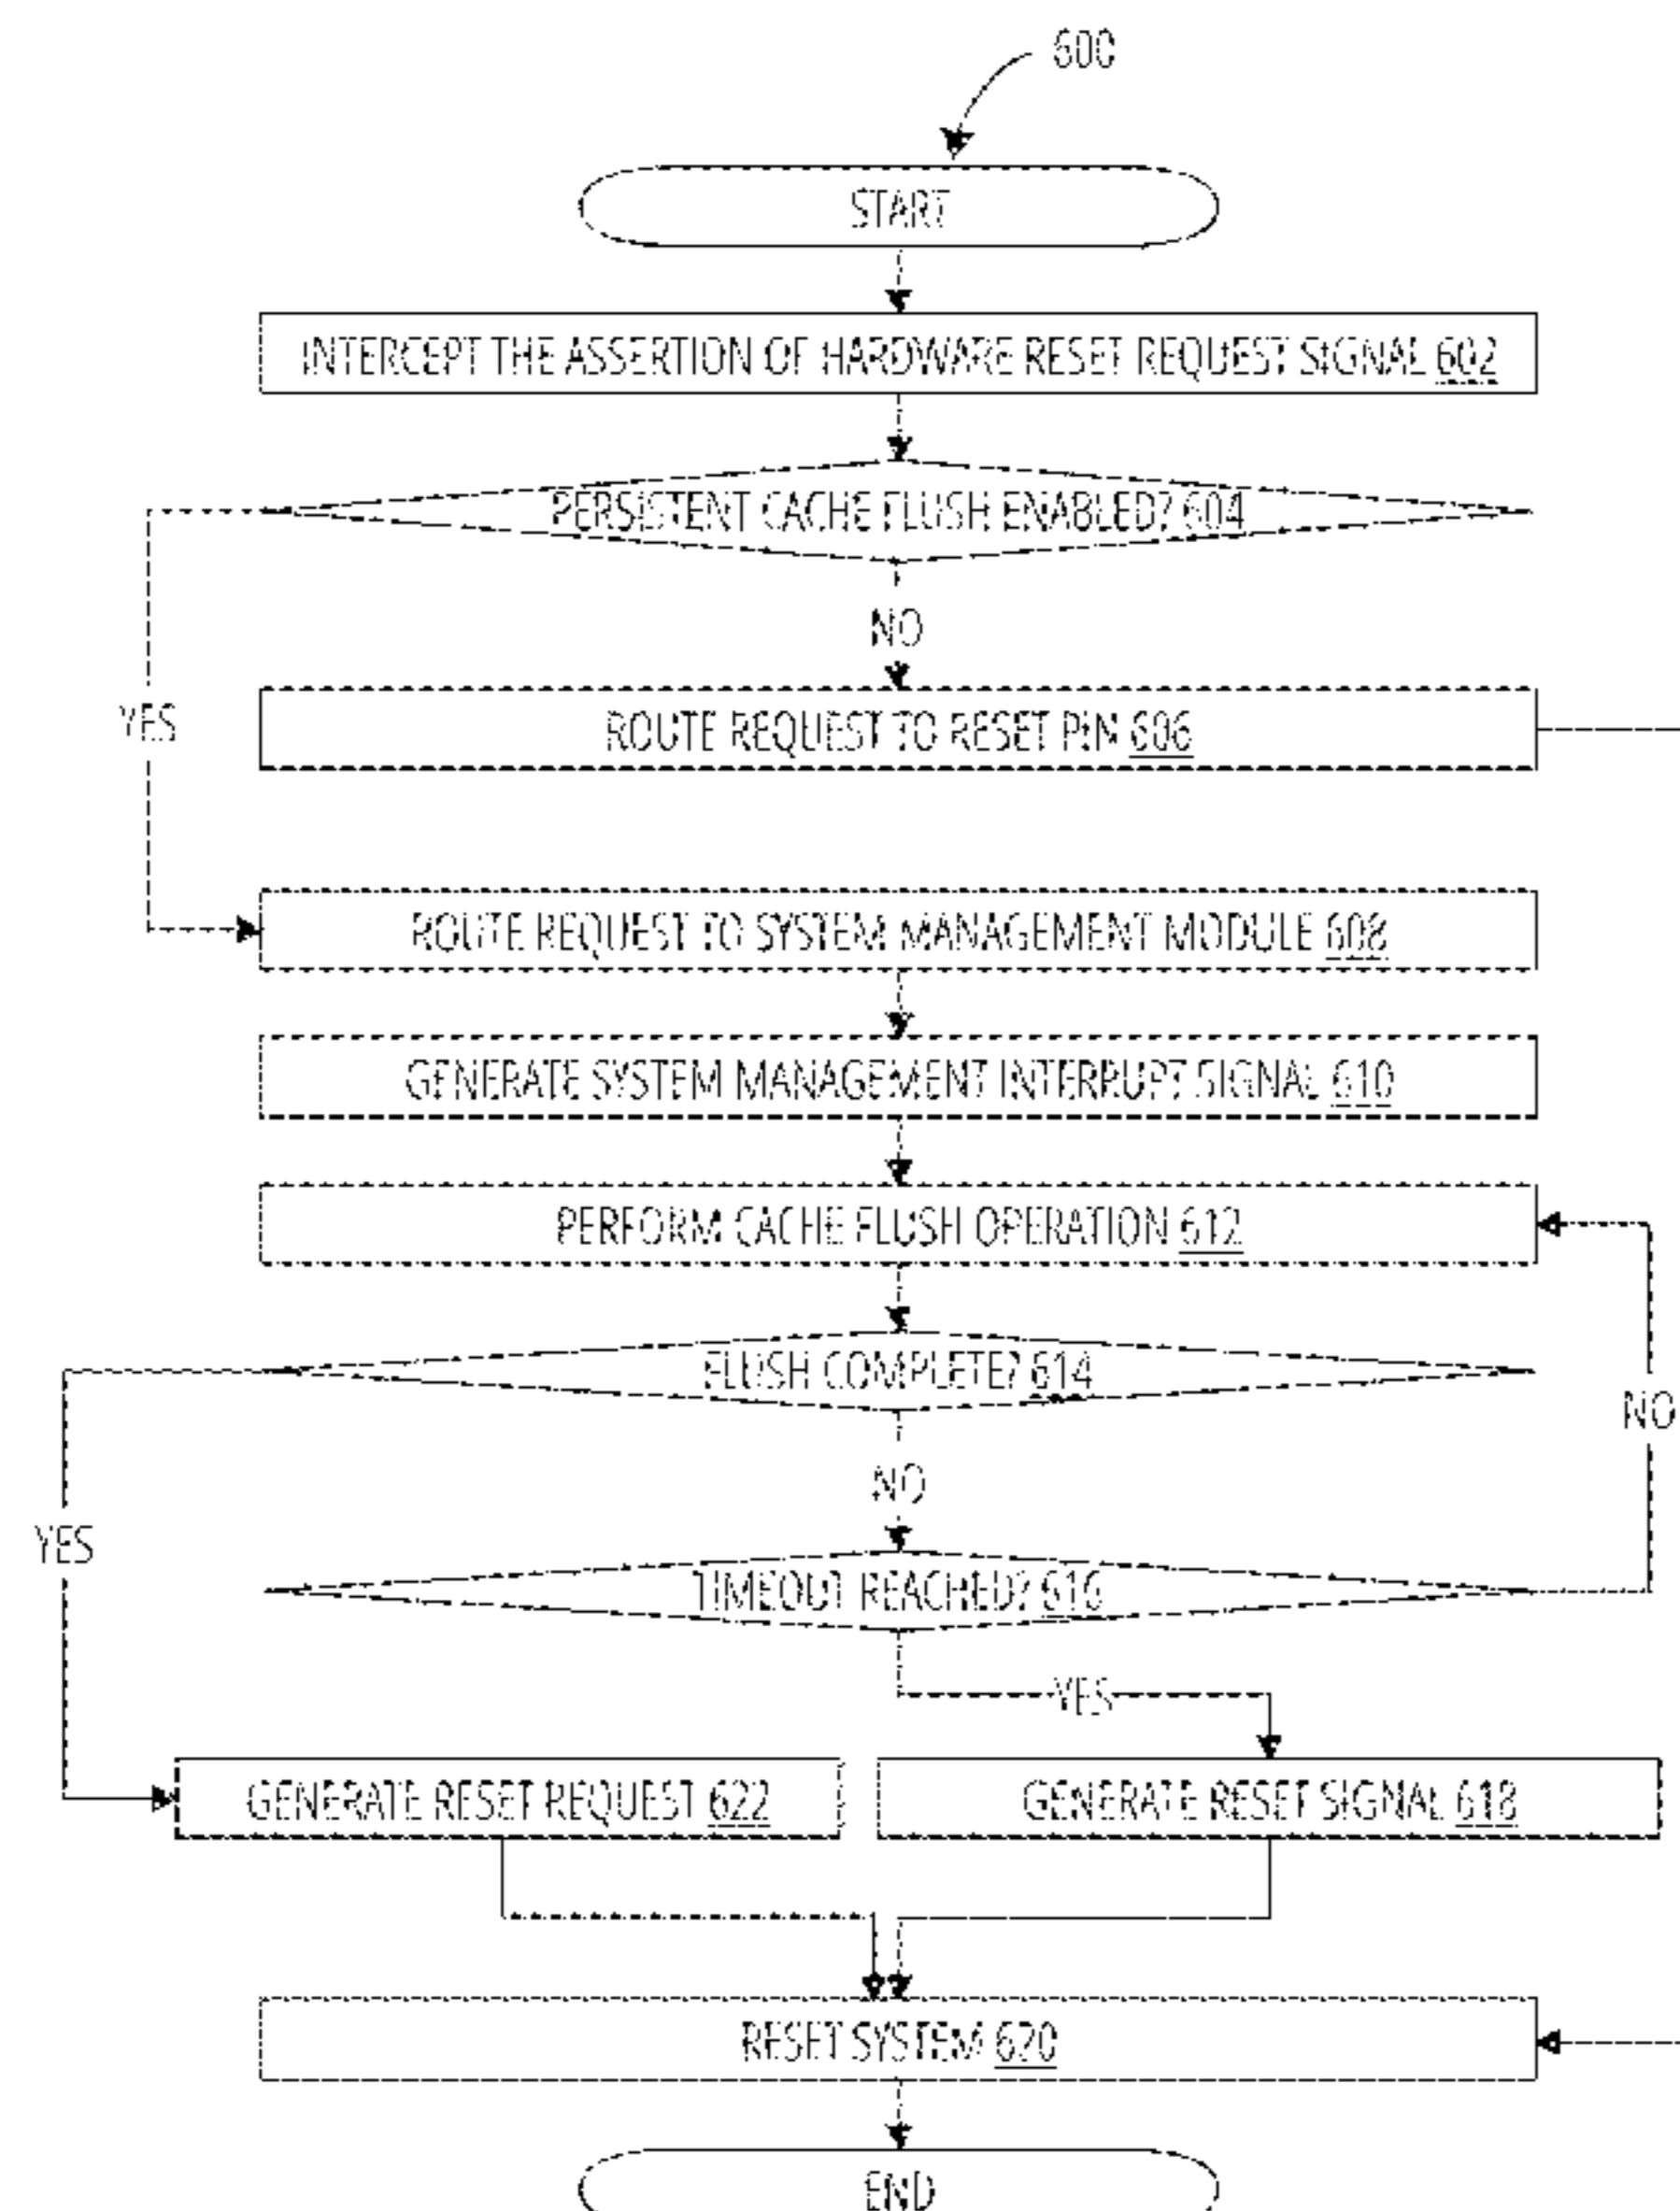 600
START
INTERCEPT THE ASSERTION OF HARDWARE RESET REQUEST SIGNAL 602
PERSISTENT CACHE FLUSH ENABLED? 604
NO
YES
ROUTE REQUEST TO RESET PIN 606
ROUTE REQUEST TO SYSTEM MANAGEMENT MODULE 608
GENERATE SYSTEM MANAGEMENT INTERRUPT SIGNAL 610
PERFORM CACHE FLUSH OPERATION 612
FLUSH COMPLETE? 614
NO
NO
YES
TIMEOUT REACHED? 616
YES
GENERATE RESET REQUEST 622
GENERATE RESET SIGNAL 618
RESET SYSTEM 620
END